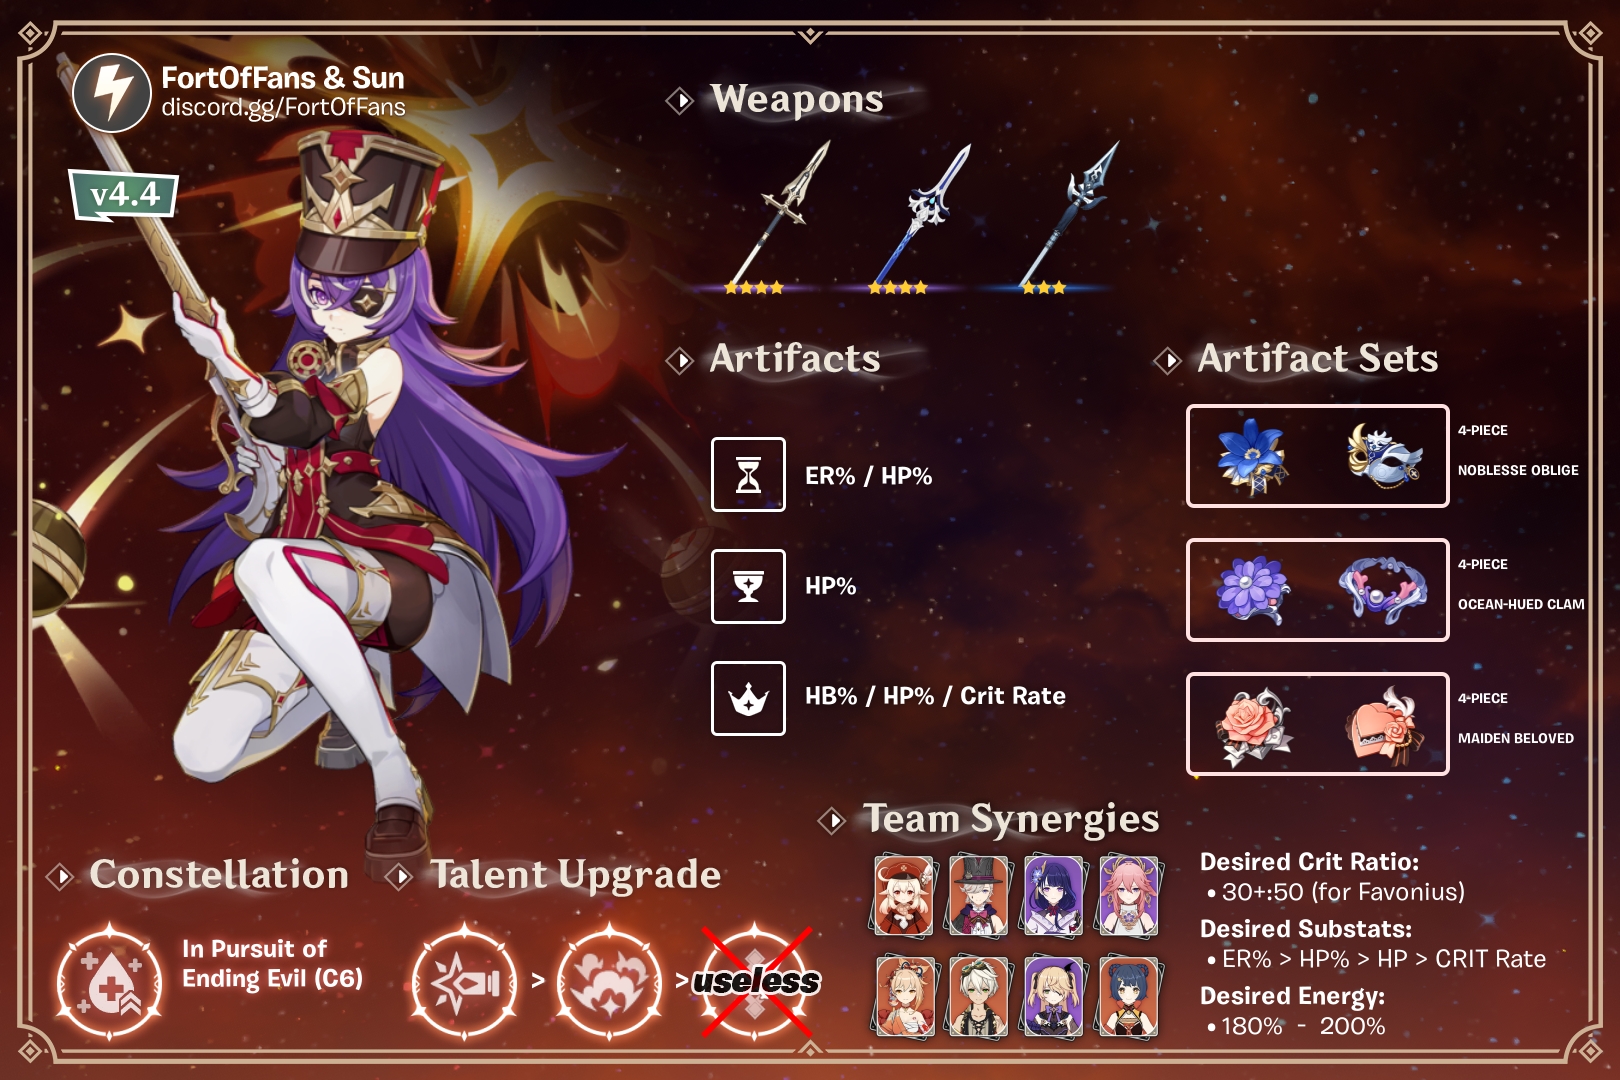 FortOfFans & Sun
discord.gg/FortOfFans
v4.4
Weapons
Artifacts
ER% / HP%
HP%
HB% / HP% / Crit Rate
Artifact Sets
4-PIECE
NOBLESSE OBLIGE
4-PIECE
OCEAN-HUED CLAM
4-PIECE
MAIDEN BELOVED
Constellation
In Pursuit of
Ending Evil (C6)
Talent Upgrade
> > useless
Team Synergies
Desired Crit Ratio:
• 30+:50 (for Favonius)
Desired Substats:
• ER% > HP% > HP > CRIT Rate
Desired Energy:
• 180% - 200%